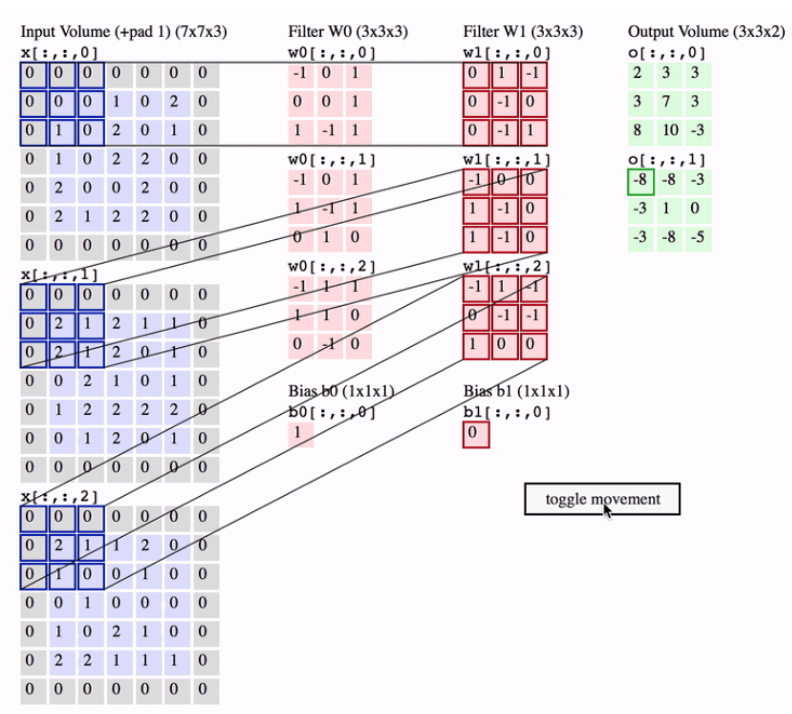 Input Volume (+pad 1) (7x7x3)
x[:,:,0]
0 0 0 0 0 0 0
0 0 0 1 0 2 0
0 1 0 2 0 1 0
0 1 0 2 2 0 0
0 2 0 0 2 0 0
0 2 1 2 2 0 0
0 0 0 0 0 0 0
x[:,:,1]
0 0 0 0 0 0 0
0 2 1 2 1 1 0
0 2 1 2 0 1 0
0 0 2 1 0 1 0
0 1 2 2 2 2 0
0 0 1 2 0 1 0
0 0 0 0 0 0 0
x[:,:,2]
0 0 0 0 0 0 0
0 2 1 1 2 0 0
0 1 0 0 1 0 0
0 0 1 0 0 0 0
0 1 0 2 1 0 0
0 2 2 1 1 1 0
0 0 0 0 0 0 0
Filter W0 (3x3x3)
w0[:,:,0]
-1 0 1
0 0 1
1 -1 1
w0[:,:,1]
-1 0 1
1 -1 1
0 1 0
w0[:,:,2]
-1 1 1
1 1 0
0 -1 0
Bias b0 (1x1x1)
b0[:,:,0]
1
Filter W1 (3x3x3)
w1[:,:,0]
0 1 -1
0 -1 0
0 -1 1
w1[:,:,1]
-1 0 0
1 -1 0
1 -1 0
w1[:,:,2]
-1 1 -1
0 -1 -1
1 0 0
Bias b1 (1x1x1)
b1[:,:,0]
0
Output Volume (3x3x2)
o[:,:,0]
2 3 3
3 7 3
8 10 -3
o[:,:,1]
-8 -8 -3
-3 1 0
-3 -8 -5
toggle movement